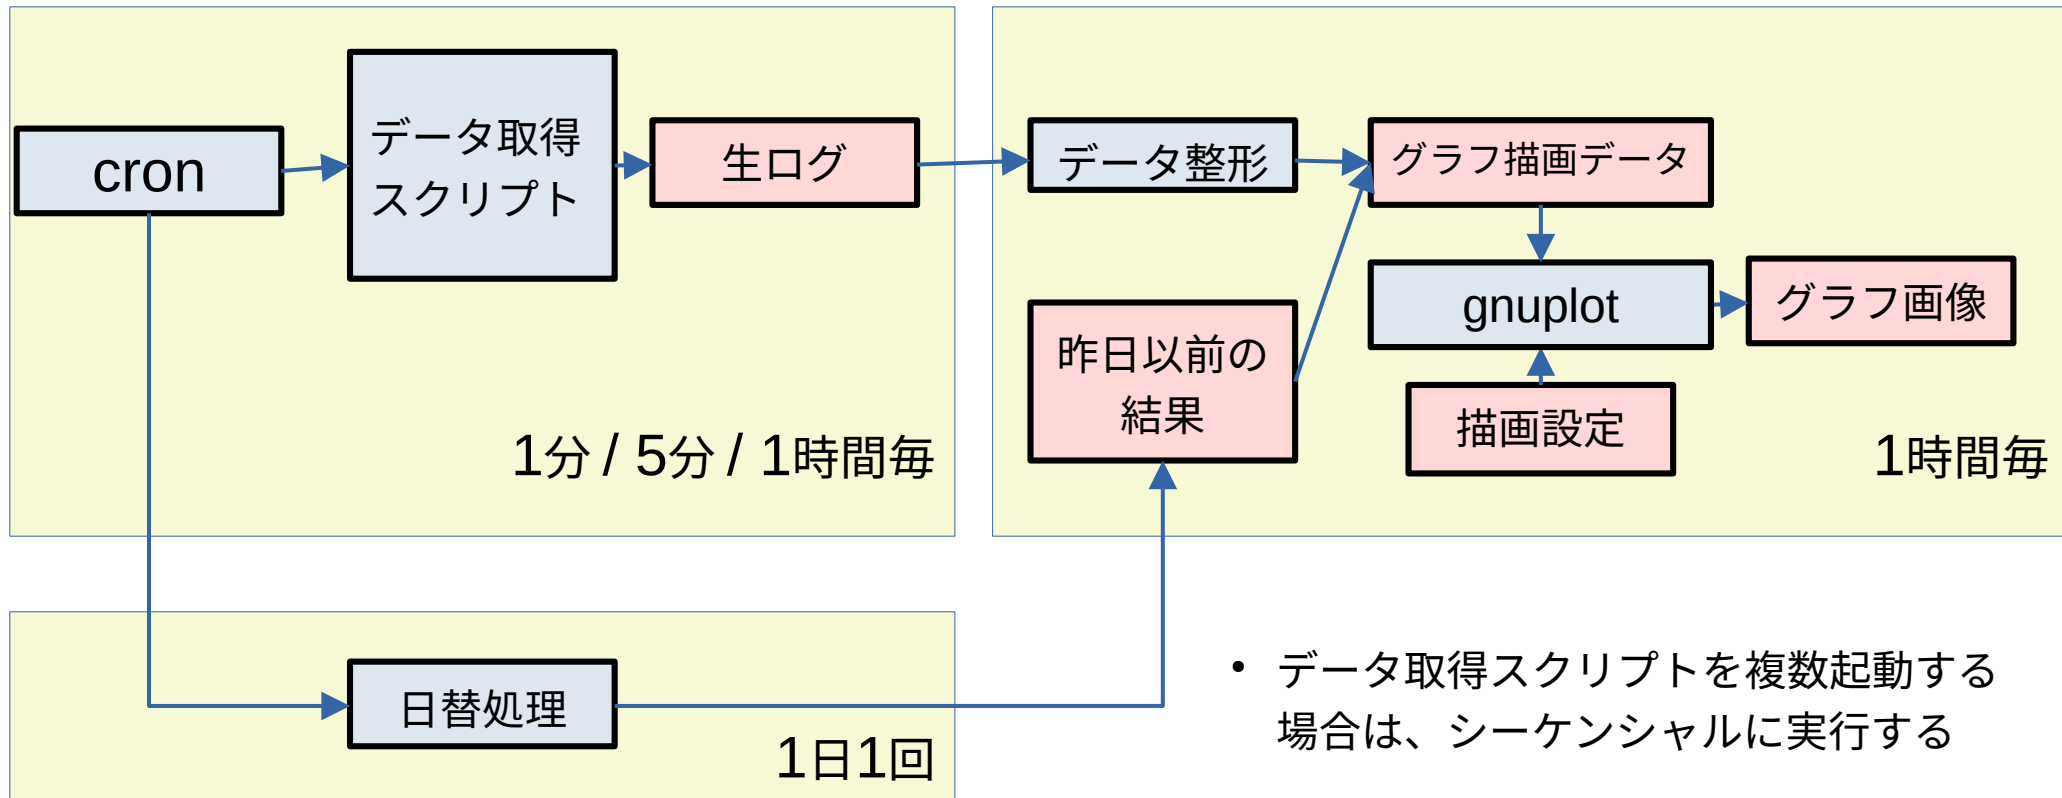 cron
データ取得
スクリプト
生ログ
1分 / 5分 / 1時間毎
データ整形
グラフ描画データ
gnuplot
グラフ画像
昨日以前の
結果
描画設定
1時間毎
日替処理
1日1回
• データ取得スクリプトを複数起動する
場合は、シーケンシャルに実行する